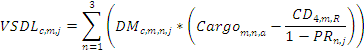 VSDL_{c,m,j} = \sum_{n=1}^{3} \left( DM_{c,m,n,j} * \left( Cargo_{m,n,a} - \frac{CD_{4,m,R}}{1 - PR_{n,j}} \right) \right)